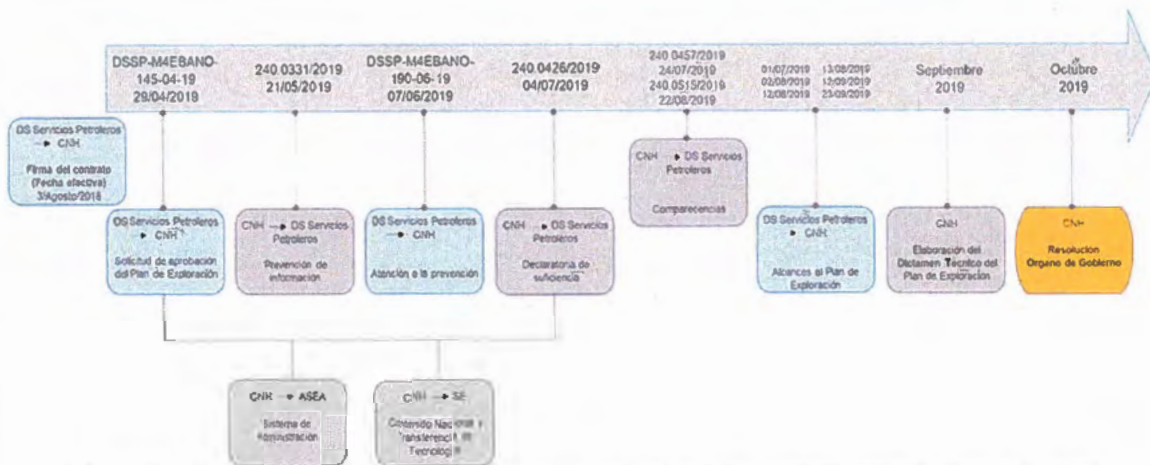 DSSP-M4EBANO-
145-04-19
29/04/2019
240.0331/2019
21/05/2019
DSSP-M4EBANO-
190-06-19
07/06/2019
240.0426/2019
04/07/2019
240.0457/2019
24/07/2019
240.0515/2019
22/08/2019
01/07/2019 13/08/2019
02/08/2019 12/09/2019
12/08/2019 23/09/2019
Septiembre
2019
Octubre
2019
DS Servicios Petroleros
→ CNH
Firma del contrato
(Fecha efectiva)
3/Agosto/2018
DS Servicios Petroleros
→ CNH
Solicitud de aprobación
del Plan de Exploración
CNH → DS Servicios
Petroleros
Prevención de
información
DS Servicios Petroleros
→ CNH
Atención a la prevención
CNH → DS Servicios
Petroleros
Declaratoria de
suficiencia
CNH → DS Servicios
Petroleros
Comparecencias
DS Servicios Petroleros
→ CNH
Alcances al Plan de
Exploración
CNH
Elaboración del
Dictamen Técnico del
Plan de Exploración
CNH
Resolución
Órgano de Gobierno
CNH → ASEA
Sistema de
Administración
CNH → SE
Contenido Nacional y
Transferencia
Tecnología